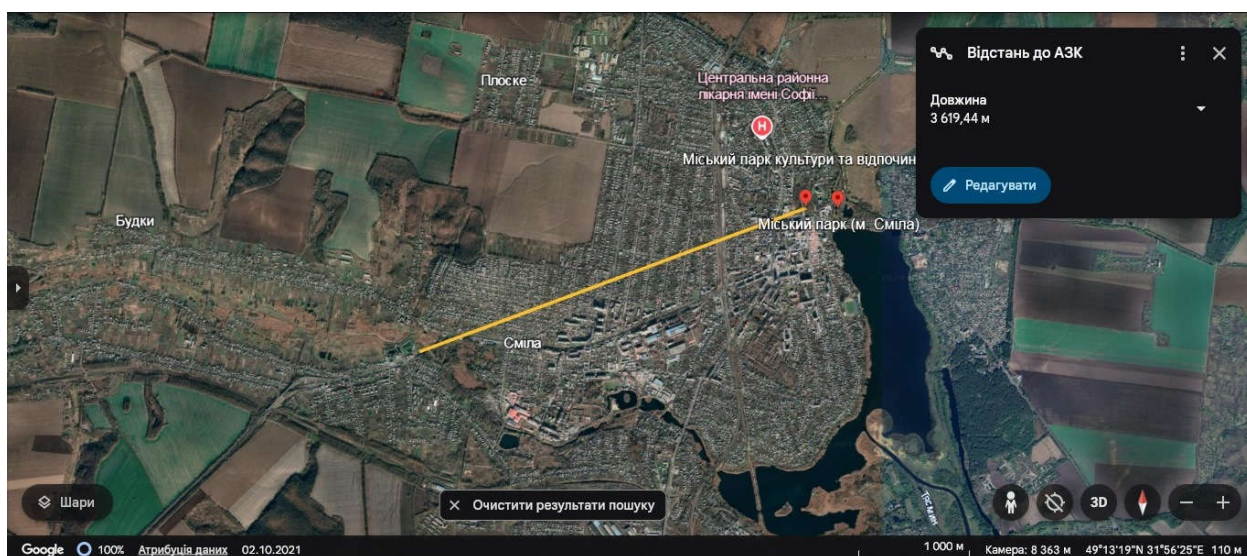 Відстань до АЗК
Довжина
3 619,44 м
Редагувати
Плоске
Центральна районна
лікарня імені Софії...
H
Міський парк культури та відпочин
Міський парк (м. Сміла)
Будки
Сміла
Тясмин
Шари
Очистити результати пошуку
3D
Google 100% Атрибуція даних 02.10.2021 1 000 м Камера: 8 363 м 49°13'19"N 31°56'25"E 110 м